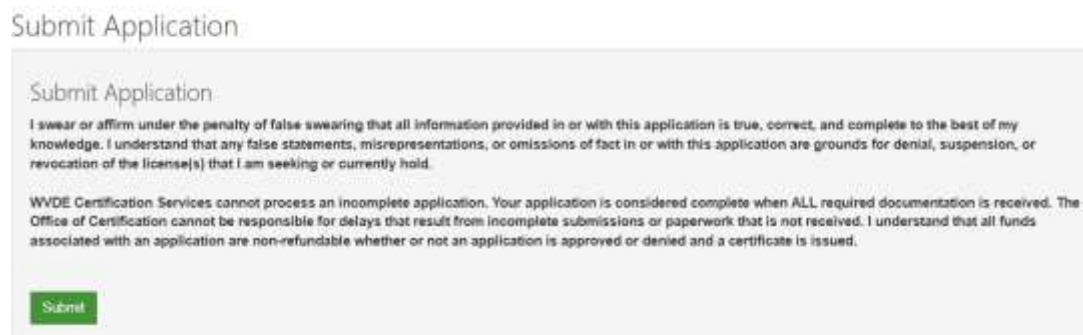 Submit Application
Submit Application
I swear or affirm under the penalty of false swearing that all information provided in or with this application is true, correct, and complete to the best of my
knowledge. I understand that any false statements, misrepresentations, or omissions of fact in or with this application are grounds for denial, suspension, or
revocation of the license(s) that I am seeking or currently hold.
WVDE Certification Services cannot process an incomplete application. Your application is considered complete when ALL required documentation is received. The
Office of Certification cannot be responsible for delays that result from incomplete submissions or paperwork that is not received. I understand that all funds
associated with an application are non-refundable whether or not an application is approved or denied and a certificate is issued.
Submit